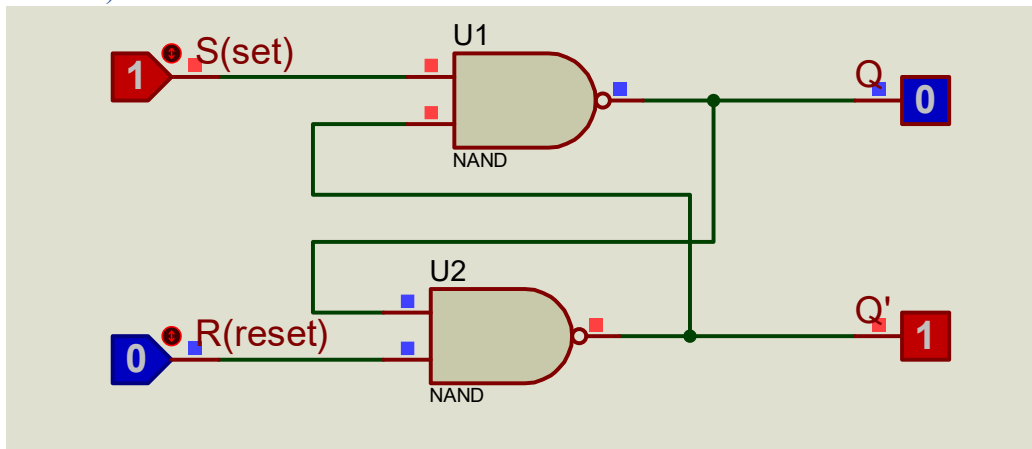 U1
S(set)
1
Q
0
NAND
U2
Q'
R(reset)
1
0
NAND